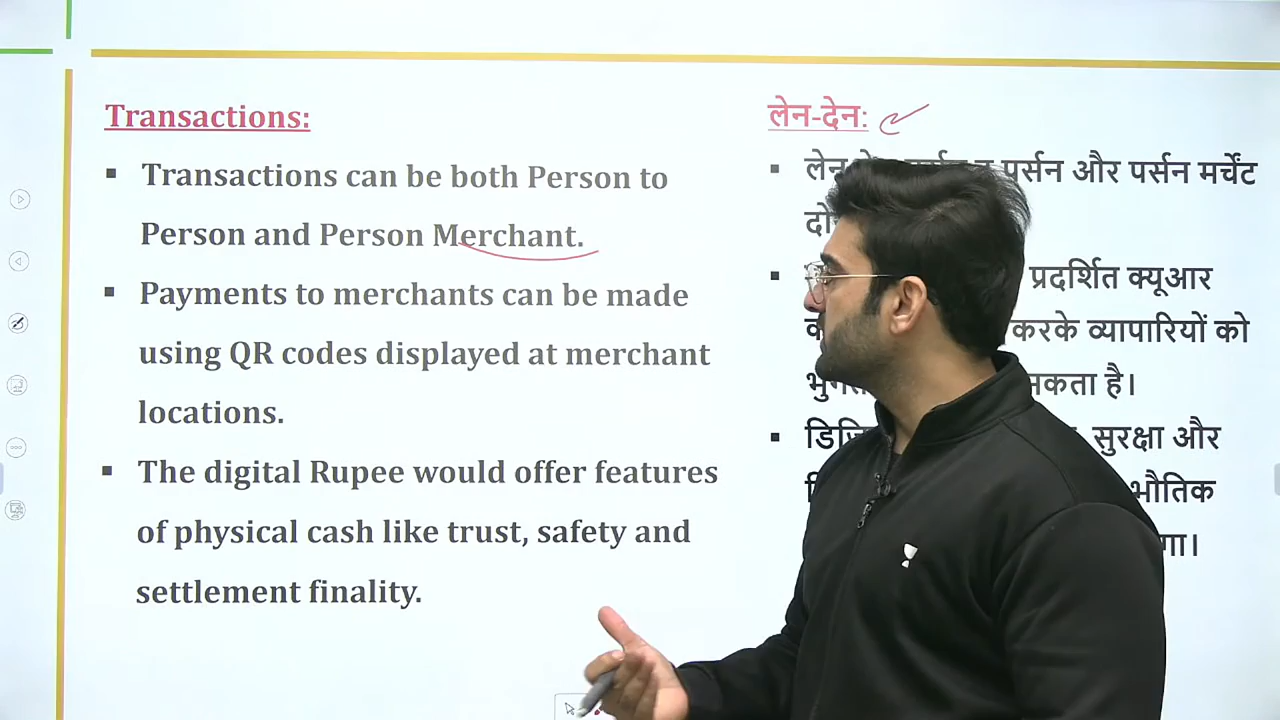 Transactions:
▪ Transactions can be both Person to
Person and Person Merchant.
▪ Payments to merchants can be made
using QR codes displayed at merchant
locations.
▪ The digital Rupee would offer features
of physical cash like trust, safety and
settlement finality.
लेन-देन:
▪ पर्सन और पर्सन मर्चेंट
▪ प्रदर्शित क्यूआर
करके व्यापारियों को
है।
▪ सुरक्षा और
भौतिक